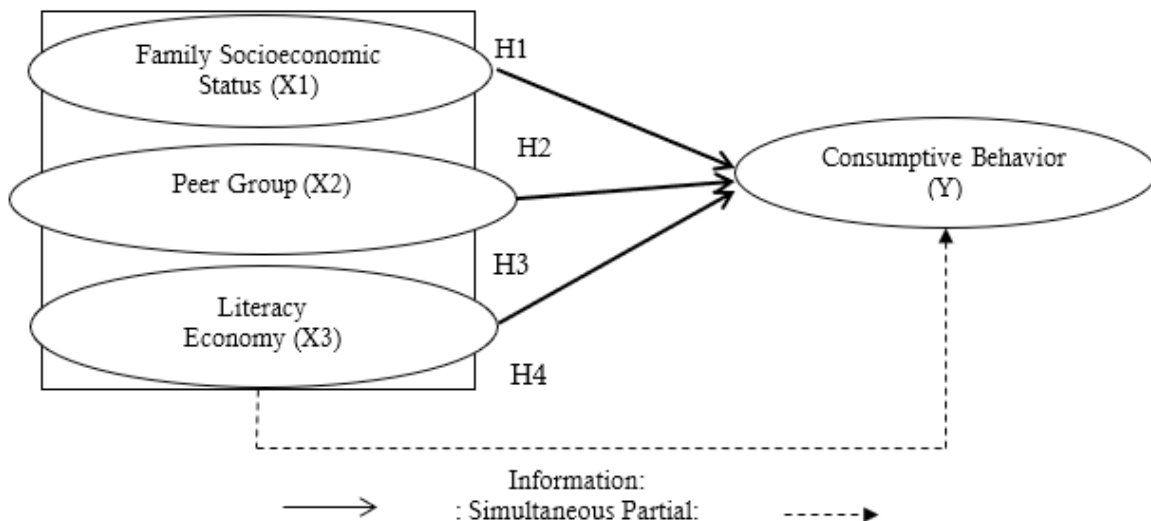 Family Socioeconomic
Status (X1)
H1
H2
Peer Group (X2)
Consumptive Behavior
(Y)
H3
Literacy
Economy (X3)
H4
Information:
: Simultaneous Partial: